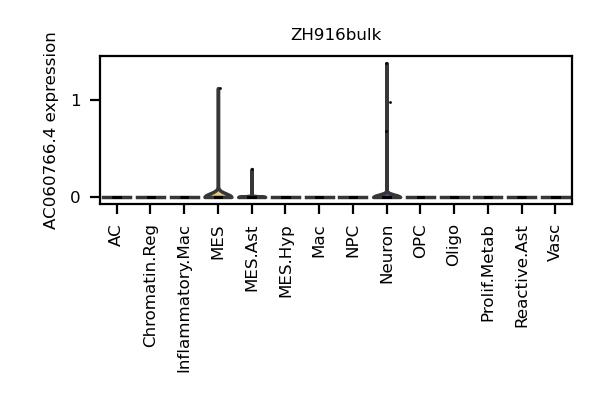 ZH916bulk
AC060766.4 expression
1
0
AC
Chromatin.Reg
Inflammatory.Mac
MES
MES.Ast
MES.Hyp
Mac
NPC
Neuron
OPC
Oligo
Prolif.Metab
Reactive.Ast
Vasc